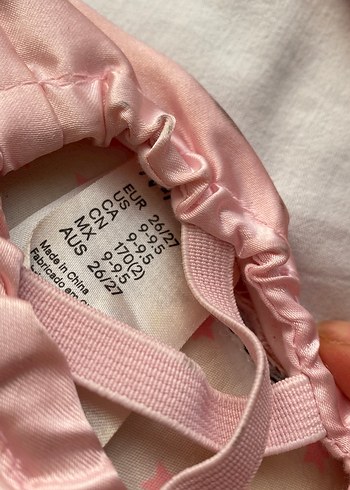 EUR 26/27
US 9-9.5
CA 9-9.5
CN 170(2)
MX 9-9.5
AUS 26/27
Made in China
Fabricado en